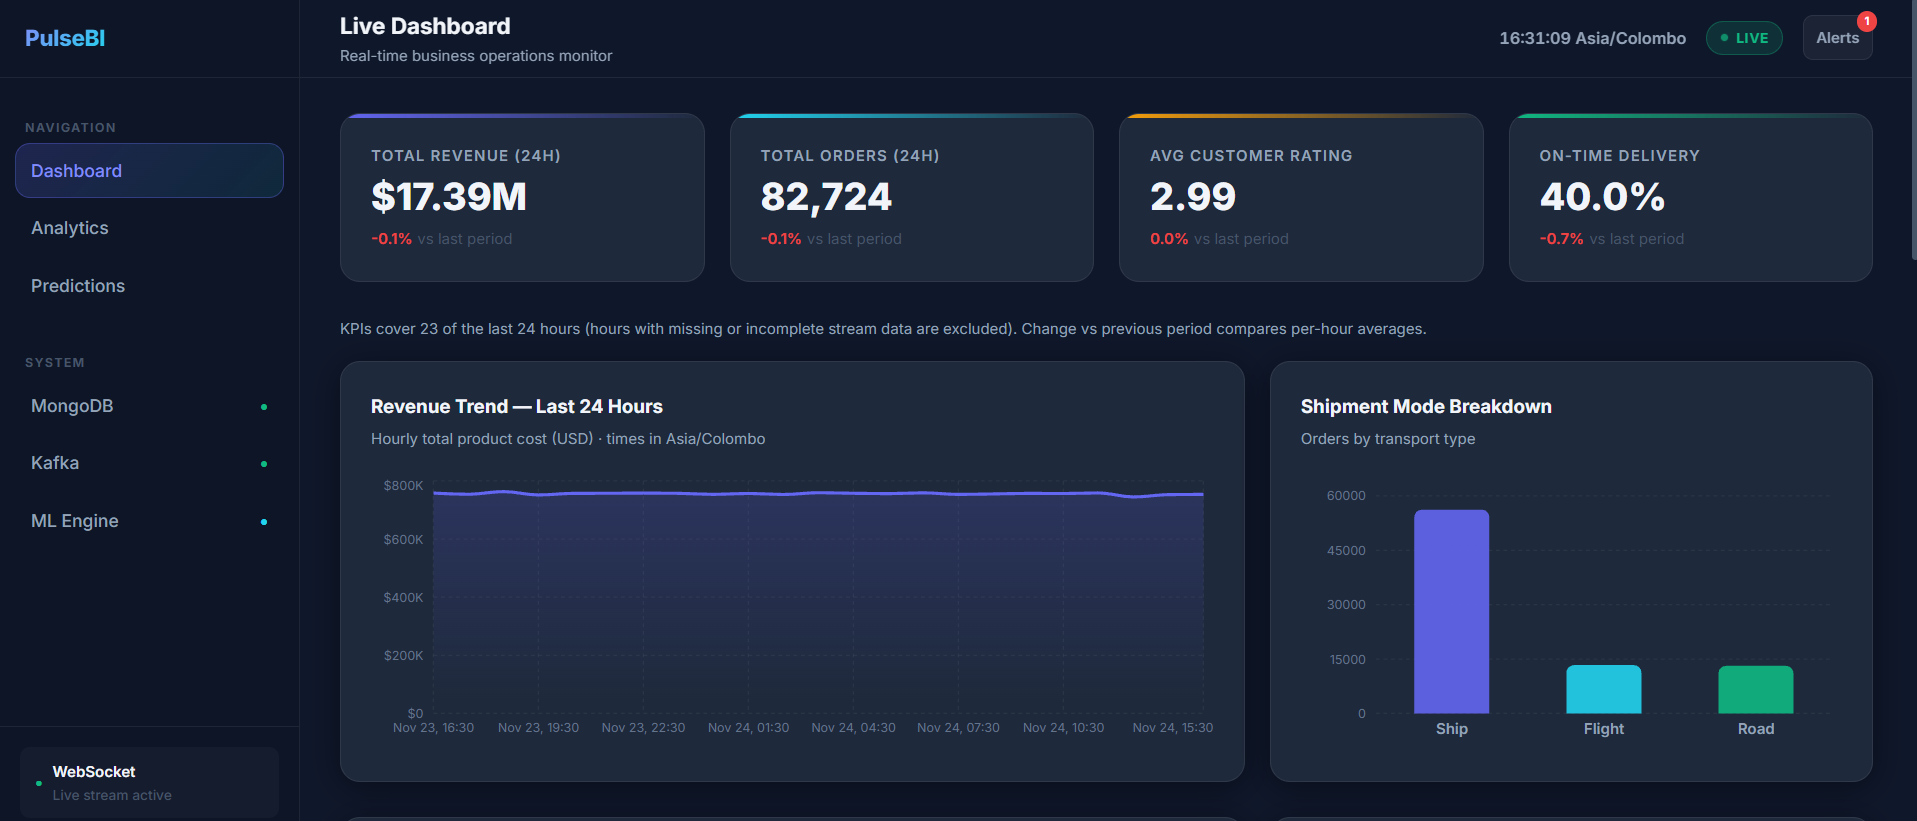 PulseBI
Live Dashboard
Real-time business operations monitor
16:31:09 Asia/Colombo
LIVE
Alerts
1
NAVIGATION
Dashboard
Analytics
Predictions
SYSTEM
MongoDB
Kafka
ML Engine
WebSocket
Live stream active
TOTAL REVENUE (24H)
$17.39M
-0.1% vs last period
TOTAL ORDERS (24H)
82,724
-0.1% vs last period
AVG CUSTOMER RATING
2.99
0.0% vs last period
ON-TIME DELIVERY
40.0%
-0.7% vs last period
KPIs cover 23 of the last 24 hours (hours with missing or incomplete stream data are excluded). Change vs previous period compares per-hour averages.
Revenue Trend — Last 24 Hours
Hourly total product cost (USD) · times in Asia/Colombo
$800K
$600K
$400K
$200K
$0
Nov 23, 16:30 Nov 23, 19:30 Nov 23, 22:30 Nov 24, 01:30 Nov 24, 04:30 Nov 24, 07:30 Nov 24, 10:30 Nov 24, 15:30
Shipment Mode Breakdown
Orders by transport type
60000
45000
30000
15000
0
Ship Flight Road